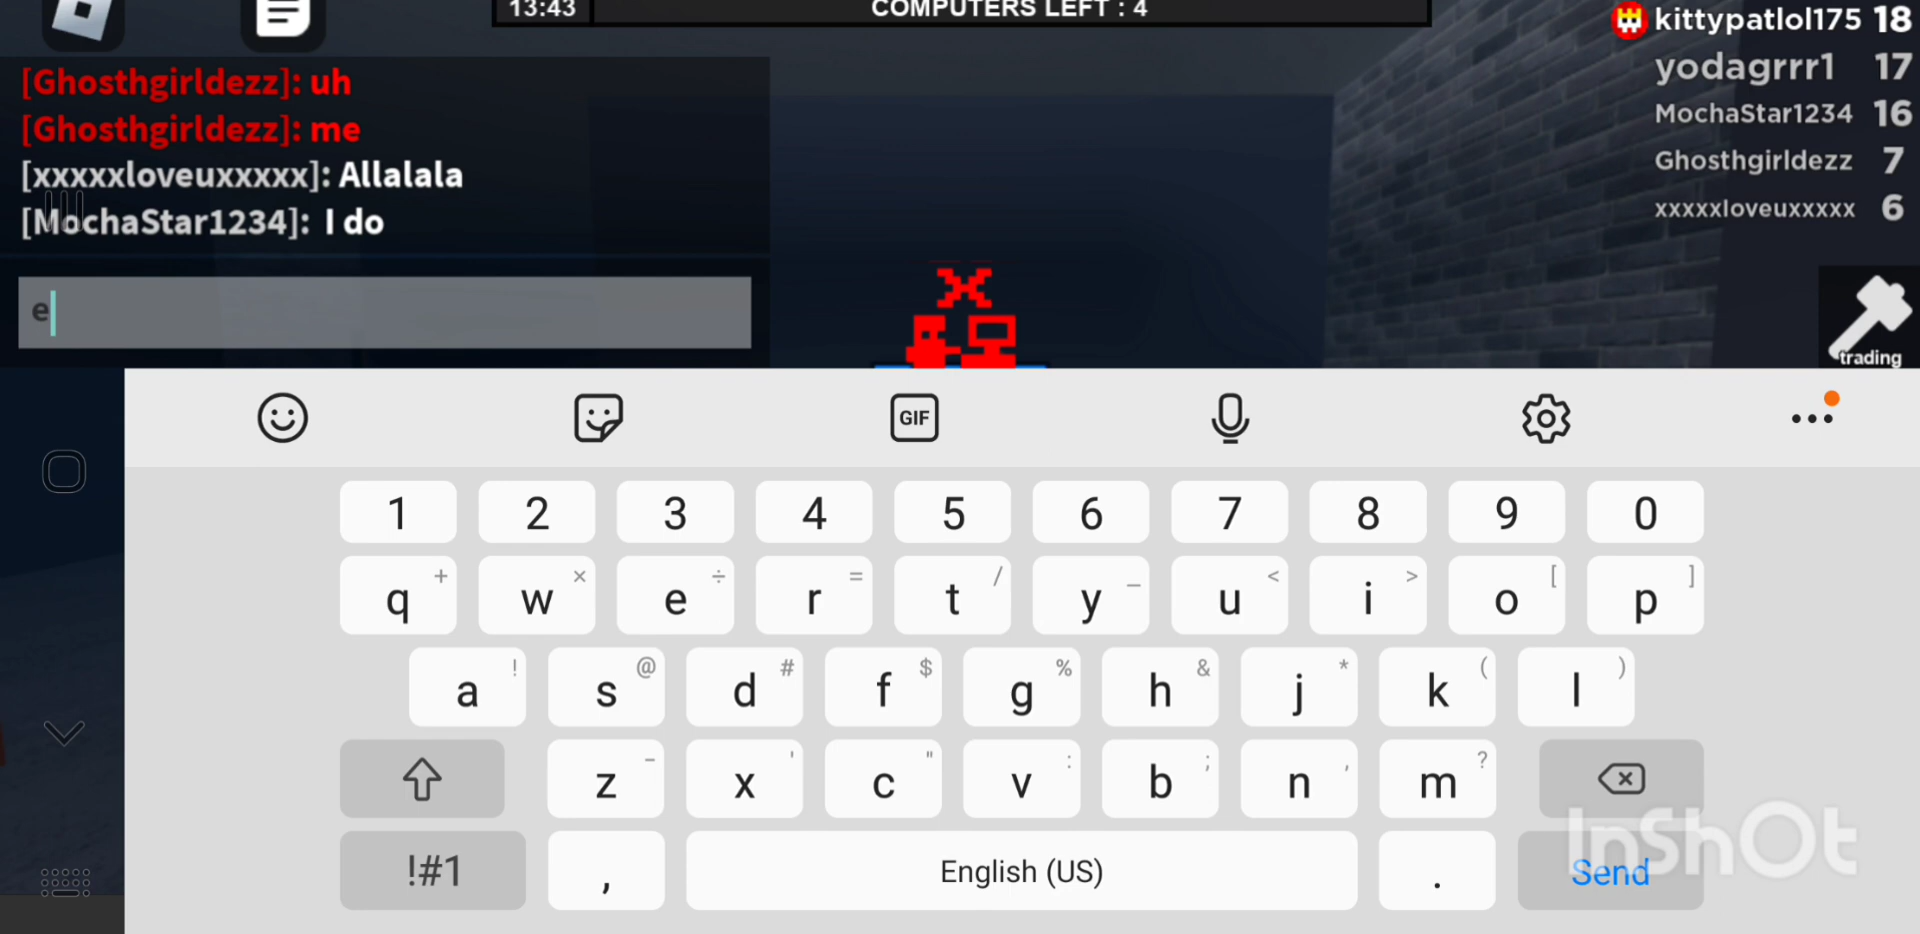 13:43
COMPUTERS LEFT : 4
kittypatlol175 18
yodagrrr1 17
MochaStar1234 16
Ghosthgirldezz 7
xxxxxloveuxxxxx 6
[Ghosthgirldezz]: uh
[Ghosthgirldezz]: me
[xxxxxloveuxxxxx]: Allalala
[MochaStar1234]: I do
e
trading
GIF
1 2 3 4 5 6 7 8 9 0
q + w × e ÷ r = t / y _ u < i > o [ p ]
a ! s @ d # f $ g % h & j * k ( l )
z - x ' c " v : b ; n , m ?
!#1 , English (US) . Send
InShOt